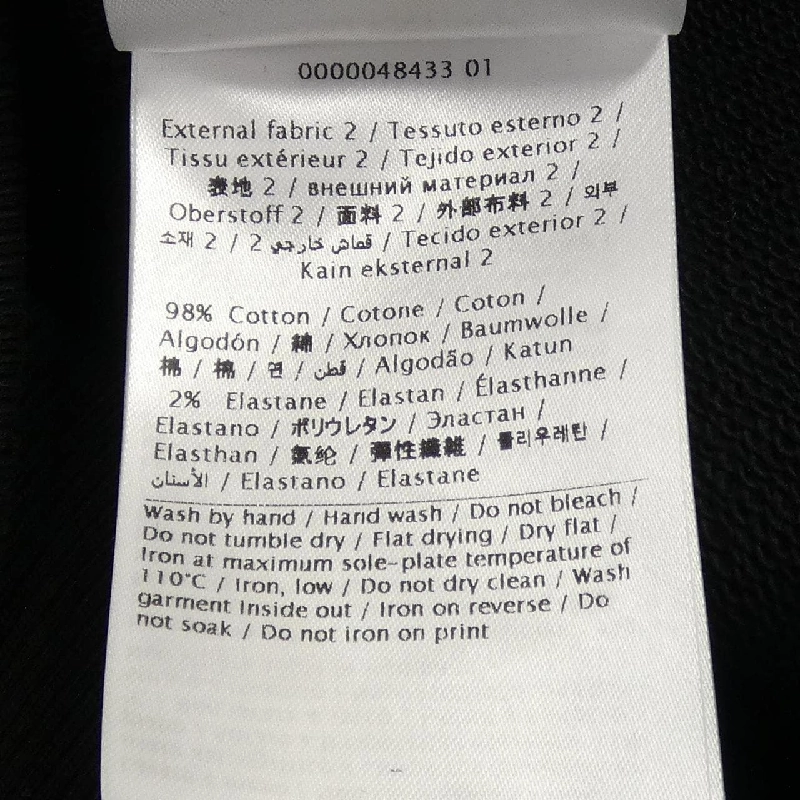 0000048433 01
External fabric 2 / Tessuto esterno 2 /
Tissu extérieur 2 / Tejido exterior 2 /
表地 2 / внешний материал 2 /
Oberstoff 2 / 面料 2 / 外部布料 2 / 외부
소재 2 / 2 قماش خارجي / Tecido exterior 2 /
Kain eksternal 2
98% Cotton / Cotone / Coton /
Algodón / 綿 / Хлопок / Baumwolle /
棉 / 棉 / 면 / قطن / Algodão / Katun
2% Elastane / Elastan / Élasthanne /
Elastano / ポリウレタン / Эластан /
Elasthan / 氨纶 / 彈性纖維 / 폴리우레탄 /
الأستان / Elastano / Elastane
Wash by hand / Hand wash / Do not bleach /
Do not tumble dry / Flat drying / Dry flat /
Iron at maximum sole-plate temperature of
110°C / Iron, low / Do not dry clean / Wash
garment inside out / Iron on reverse / Do
not soak / Do not iron on print